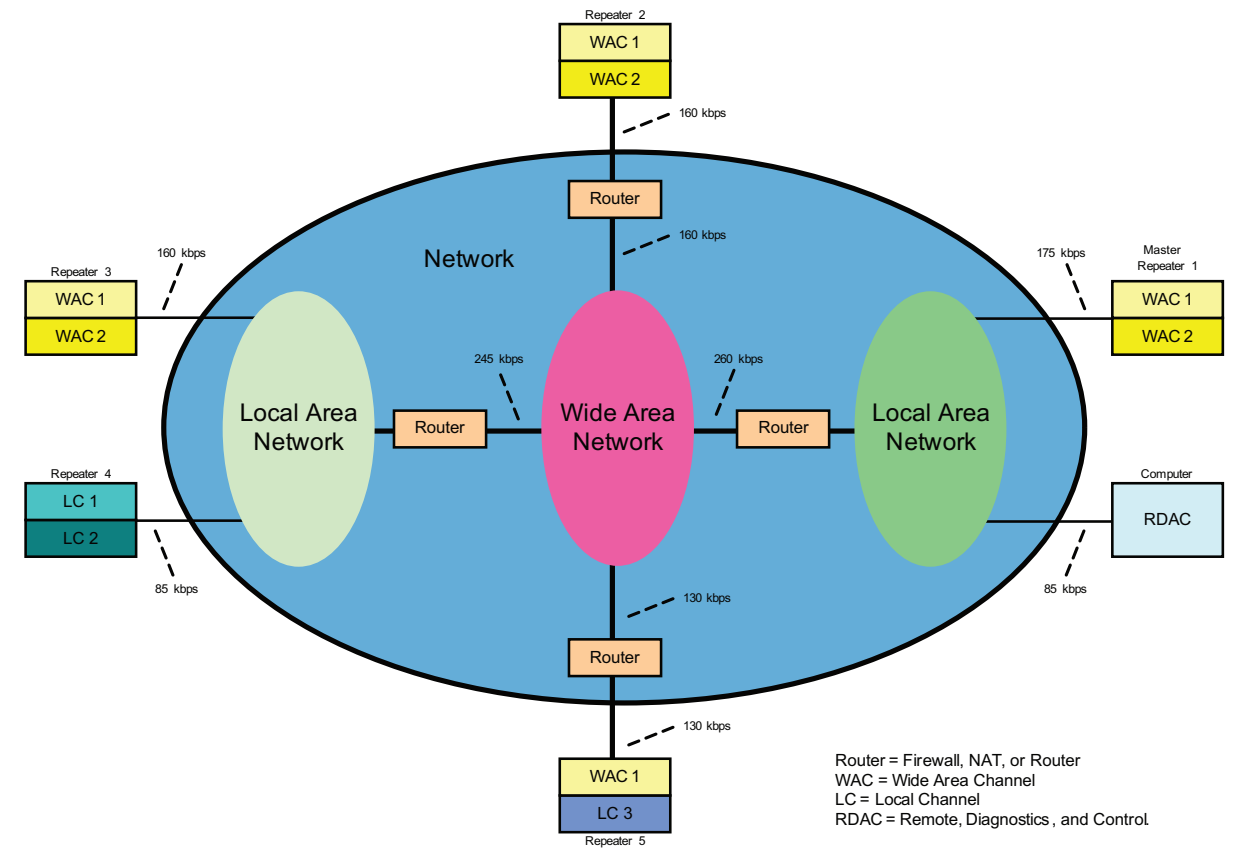 Repeater 2
WAC 1
WAC 2
160 kbps
Router
160 kbps
Network
160 kbps
175 kbps
Master
Repeater 1
Repeater 3
WAC 1
WAC 2
WAC 1
WAC 2
245 kbps
260 kbps
Local Area
Network
Router
Wide Area
Network
Router
Local Area
Network
Repeater 4
LC 1
LC 2
Computer
RDAC
85 kbps
85 kbps
130 kbps
Router
130 kbps
WAC 1
LC 3
Repeater 5
Router = Firewall, NAT, or Router
WAC = Wide Area Channel
LC = Local Channel
RDAC = Remote, Diagnostics, and Control.